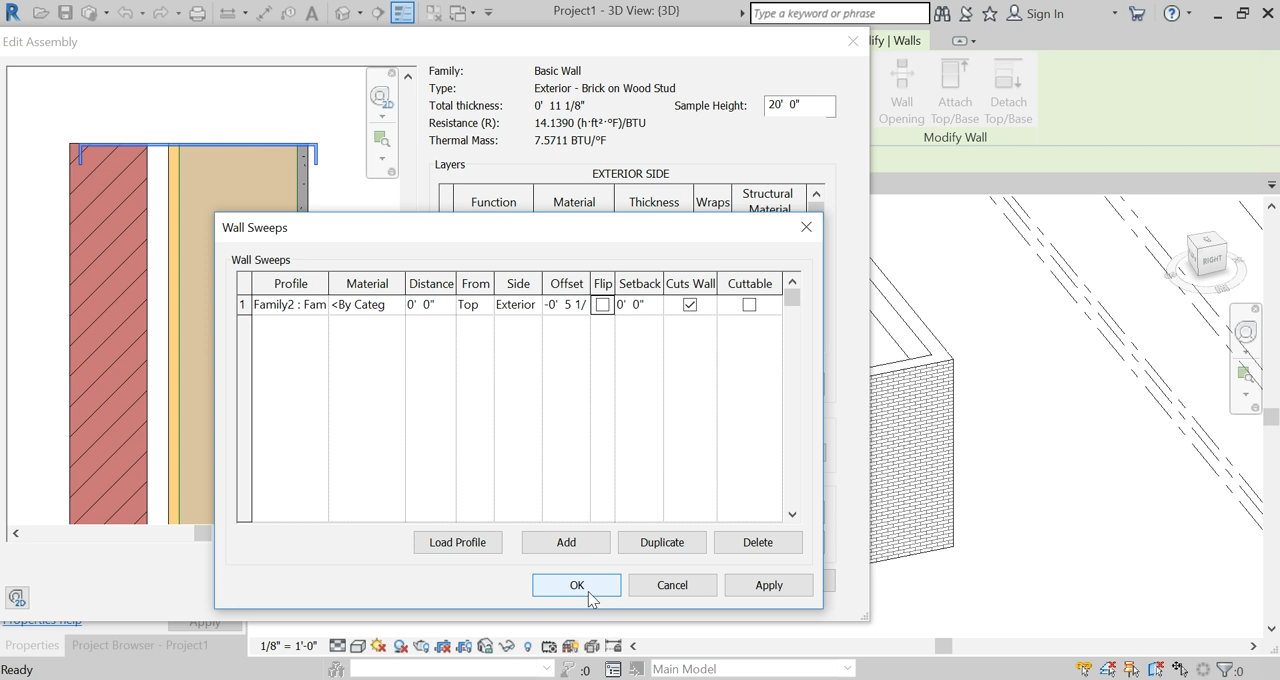 Project1 - 3D View: {3D}
Type a keyword or phrase
Sign In
Edit Assembly
ify | Walls
Family: Basic Wall
Type: Exterior - Brick on Wood Stud
Total thickness: 0' 11 1/8" Sample Height: 20' 0"
Resistance (R): 14.1390 (h·ft²·°F)/BTU
Thermal Mass: 7.5711 BTU/°F
Wall Opening
Attach Top/Base
Detach Top/Base
Modify Wall
Layers
EXTERIOR SIDE
Function Material Thickness Wraps Structural Material
Wall Sweeps
Wall Sweeps
Profile Material Distance From Side Offset Flip Setback Cuts Wall Cuttable
1 Family2 : Fam <By Categ 0' 0" Top Exterior -0' 5 1/ 0' 0"
RIGHT
Load Profile Add Duplicate Delete
OK Cancel Apply
2D
2D
Properties help Apply
Properties Project Browser - Project1 1/8" = 1'-0"
Ready :0 Main Model :0